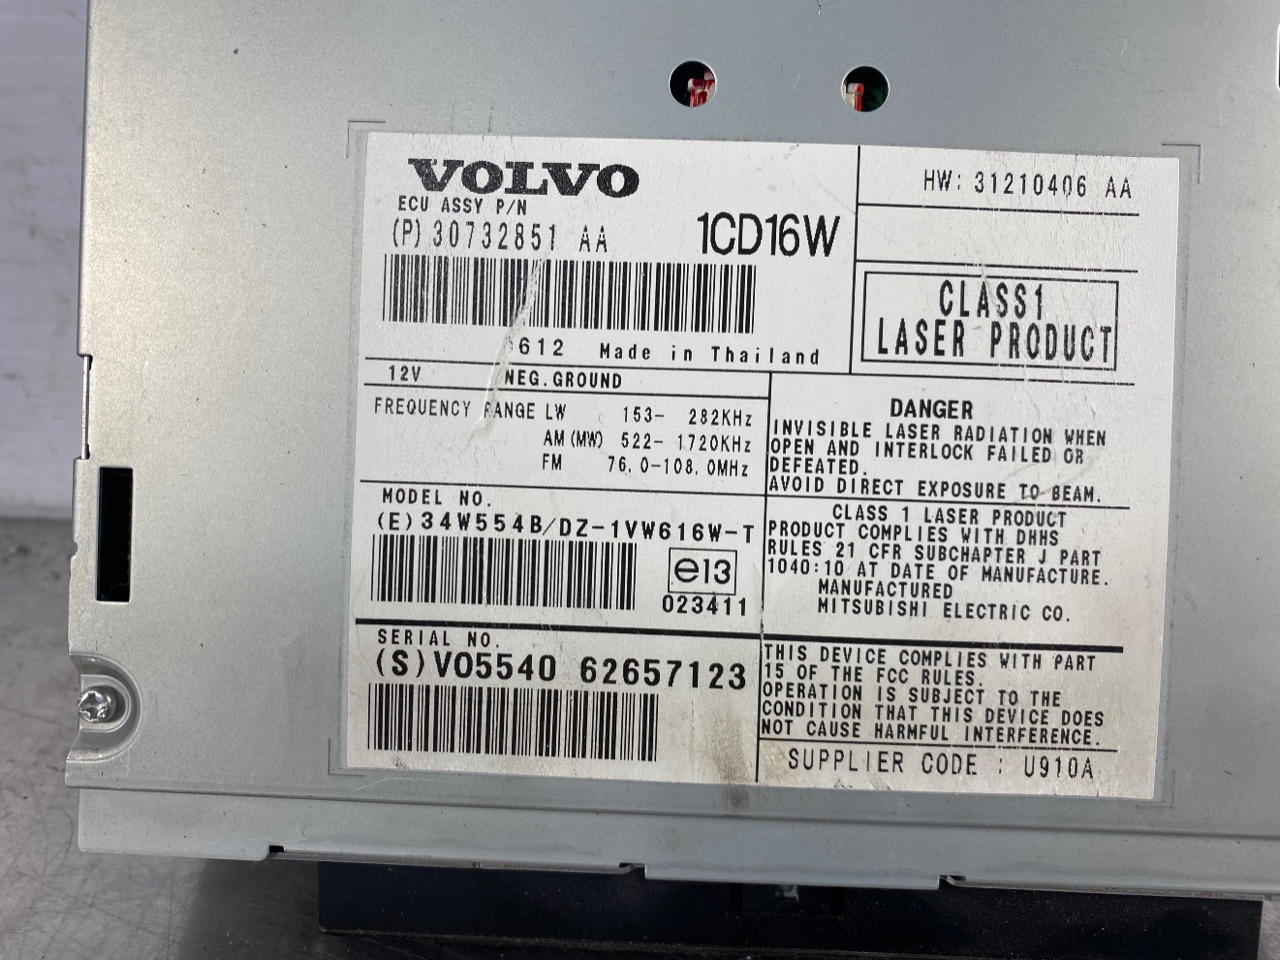 VOLVO
ECU ASSY P/N
(P) 30732851 AA
1CD16W
612 Made in Thailand
HW: 31210406 AA
CLASS1
LASER PRODUCT
12V NEG. GROUND
FREQUENCY RANGE LW 153- 282KHz
AM (MW) 522- 1720KHz
FM 76.0-108.0MHz
MODEL NO.
(E) 34W554B/DZ-1VW616W-T
e13
023411
SERIAL NO.
(S) VO5540 62657123
DANGER
INVISIBLE LASER RADIATION WHEN
OPEN AND INTERLOCK FAILED OR
DEFEATED.
AVOID DIRECT EXPOSURE TO BEAM.
CLASS 1 LASER PRODUCT
PRODUCT COMPLIES WITH DHHS
RULES 21 CFR SUBCHAPTER J PART
1040:10 AT DATE OF MANUFACTURE.
MANUFACTURED
MITSUBISHI ELECTRIC CO.
THIS DEVICE COMPLIES WITH PART
15 OF THE FCC RULES.
OPERATION IS SUBJECT TO THE
CONDITION THAT THIS DEVICE DOES
NOT CAUSE HARMFUL INTERFERENCE.
SUPPLIER CODE : U910A